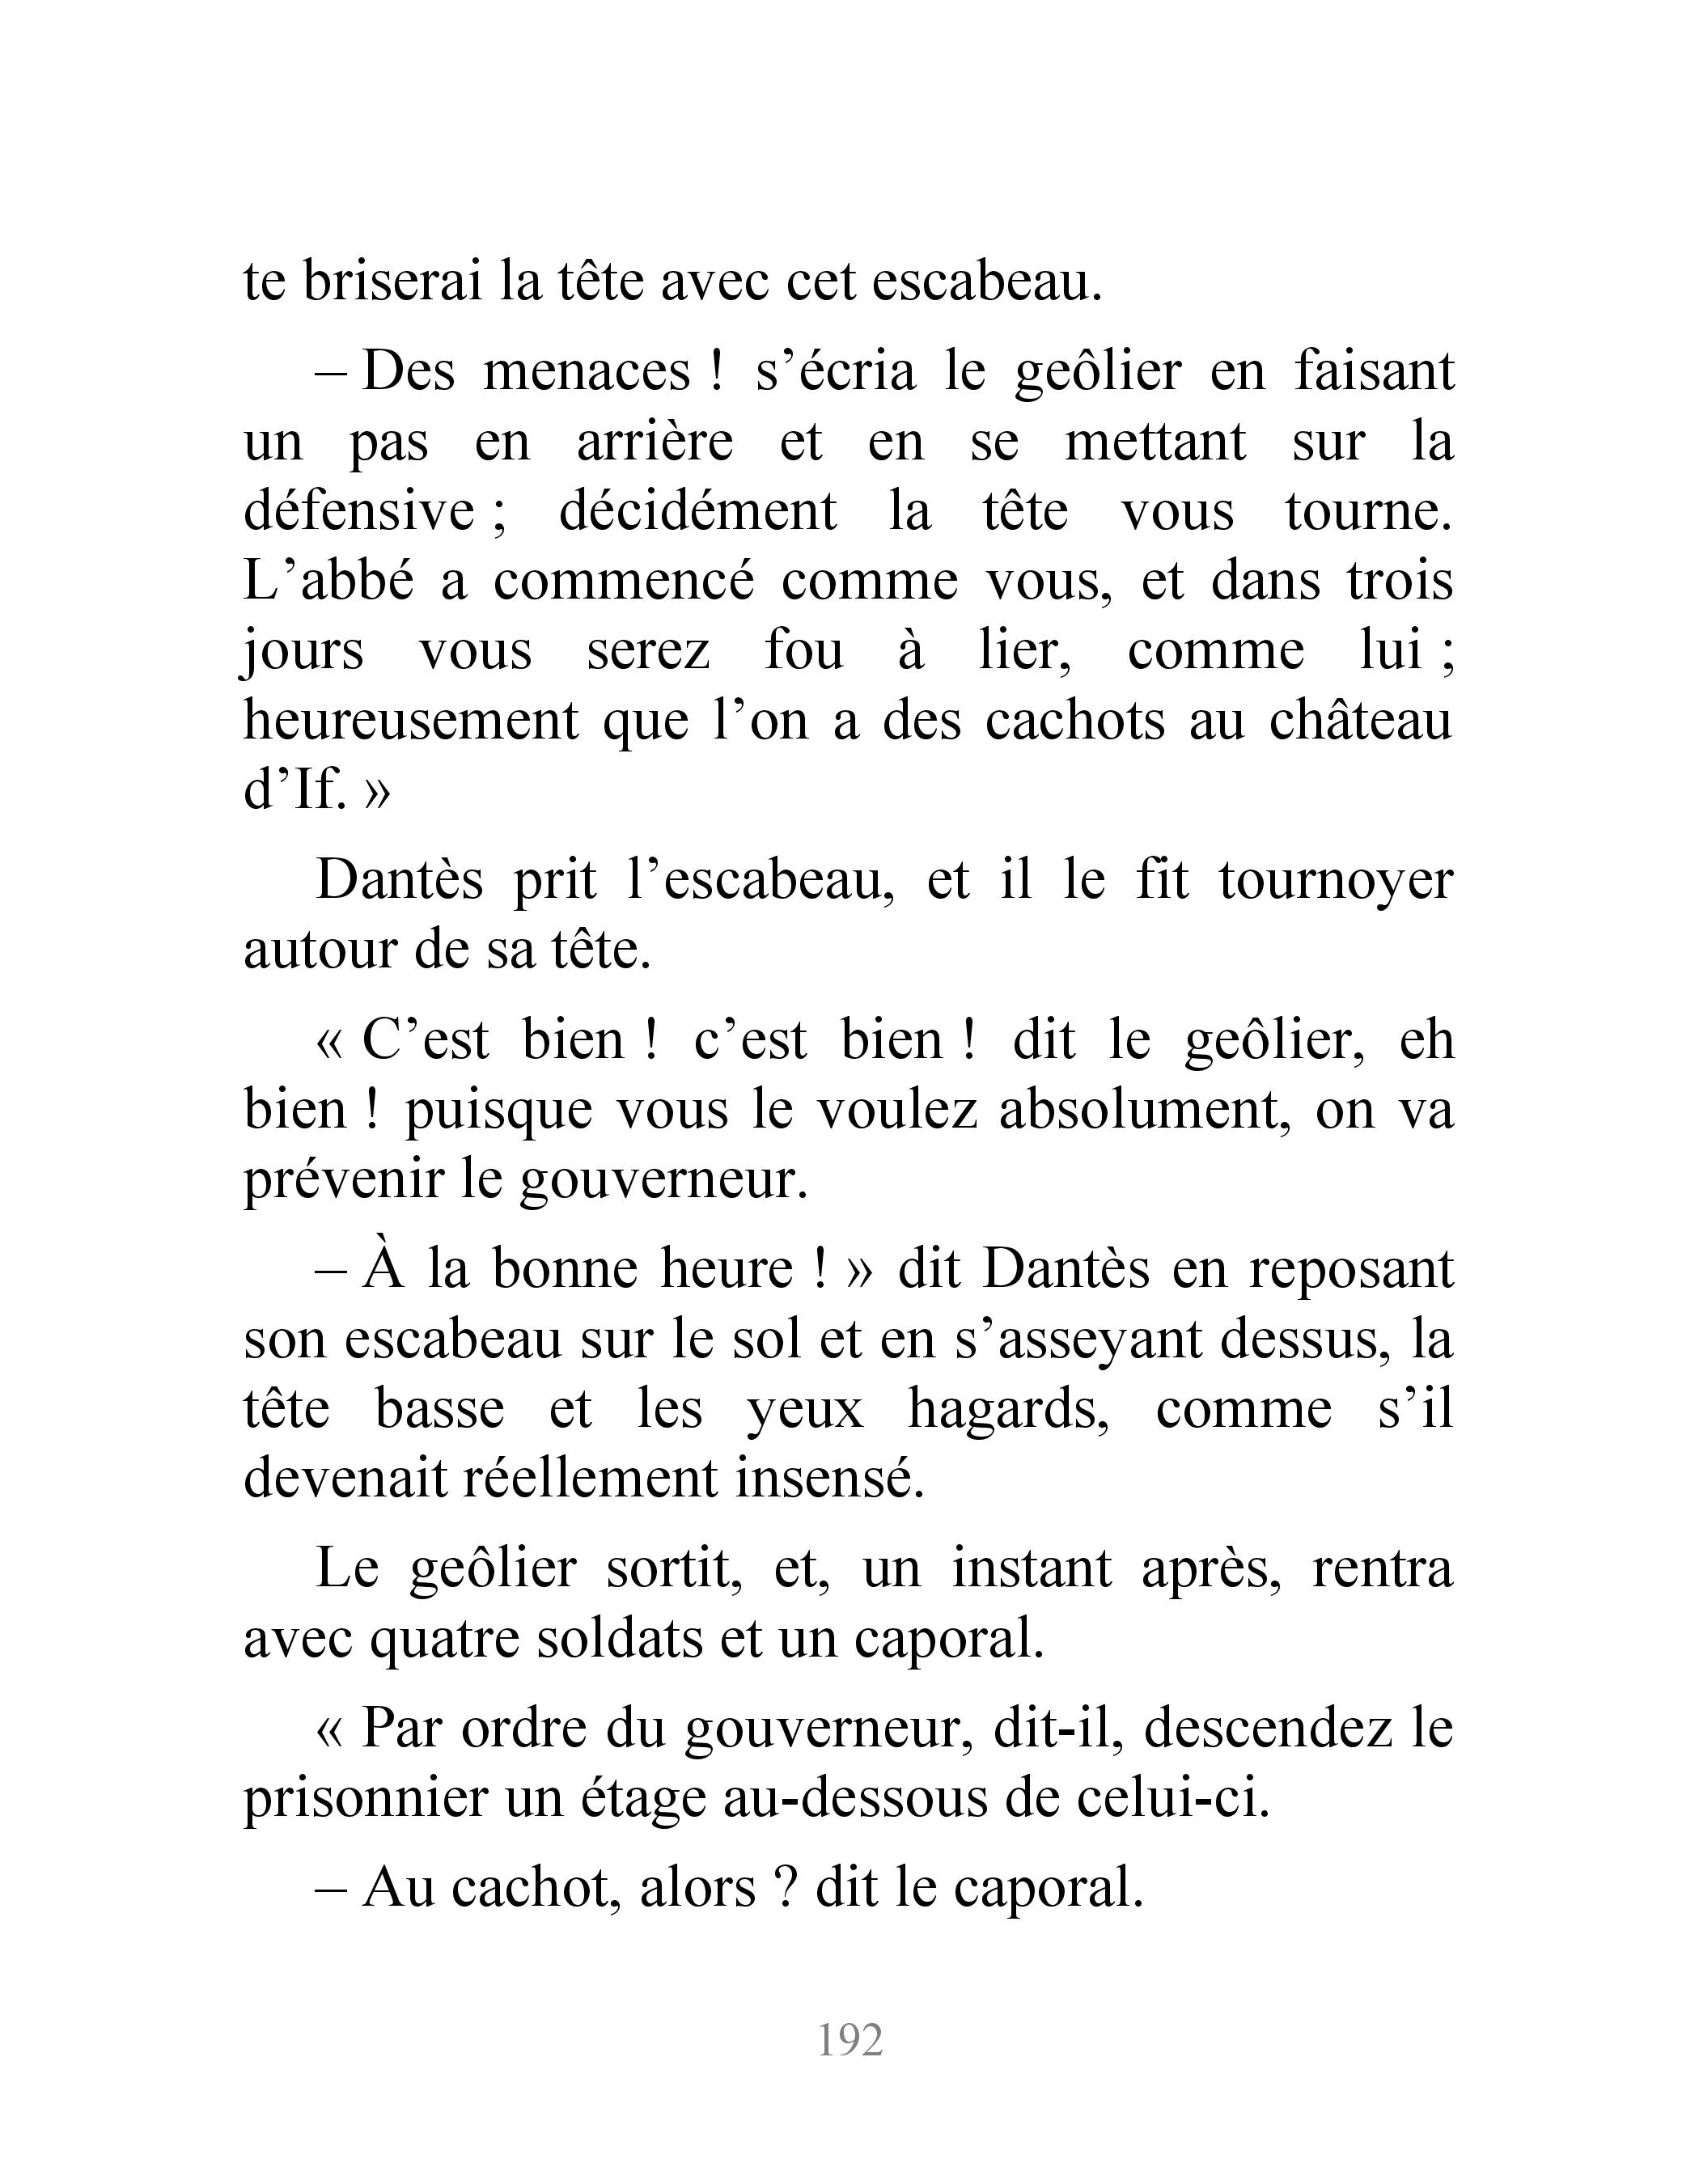 te briserai la tête avec cet escabeau.
– Des menaces ! s’écria le geôlier en faisant
un pas en arrière et en se mettant sur la
défensive ; décidément la tête vous tourne.
L’abbé a commencé comme vous, et dans trois
jours vous serez fou à lier, comme lui ;
heureusement que l’on a des cachots au château
d’If. »
Dantès prit l’escabeau, et il le fit tournoyer
autour de sa tête.
« C’est bien ! c’est bien ! dit le geôlier, eh
bien ! puisque vous le voulez absolument, on va
prévenir le gouverneur.
– À la bonne heure ! » dit Dantès en reposant
son escabeau sur le sol et en s’asseyant dessus, la
tête basse et les yeux hagards, comme s’il
devenait réellement insensé.
Le geôlier sortit, et, un instant après, rentra
avec quatre soldats et un caporal.
« Par ordre du gouverneur, dit-il, descendez le
prisonnier un étage au-dessous de celui-ci.
– Au cachot, alors ? dit le caporal.
192